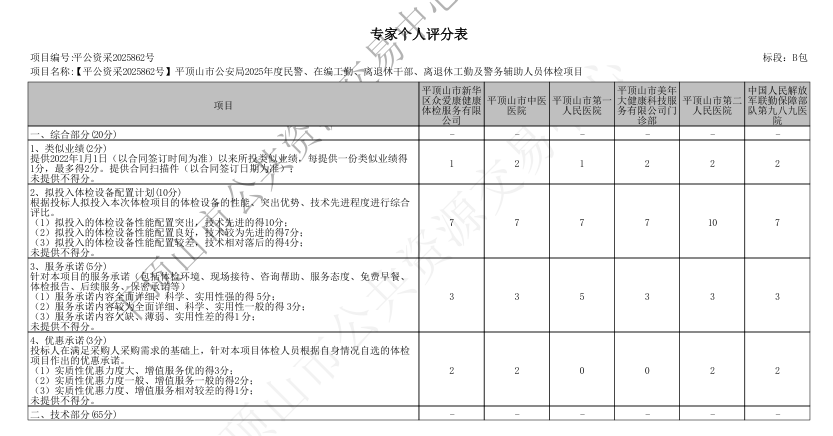 专家个人评分表
项目编号:平公资采2025862号
标段：B包
项目名称:【平公资采2025862号】平顶山市公安局2025年度民警、在编工勤、离退休干部、离退休工勤及警务辅助人员体检项目
项目 平顶山市新华区众爱康健康体检服务有限公司 平顶山市中医医院 平顶山市第一人民医院 平顶山市美年大健康科技服务有限公司门诊部 平顶山市第二人民医院 中国人民解放军联勤保障部队第九八九医院
一、综合部分(20分) – – – – – –
1、类似业绩(2分)
提供2022年1月1日（以合同签订时间为准）以来所投类似业绩，每提供一份类似业绩得
1分，最多得2分。提供合同扫描件（以合同签订日期为准）；
未提供不得分。
1 2 1 2 2 2
2、拟投入体检设备配置计划(10分)
根据投标人拟投入本次体检项目的体检设备的性能、突出优势、技术先进程度进行综合
评比。
（1）拟投入的体检设备性能配置突出，技术先进的得10分；
（2）拟投入的体检设备性能配置良好，技术较为先进的得7分；
（3）拟投入的体检设备性能配置较差，技术相对落后的得4分；
未提供不得分。
7 7 7 7 10 7
3、服务承诺(5分)
针对本项目的服务承诺（包括体检环境、现场接待、咨询帮助、服务态度、免费早餐、
体检报告、后续服务、保密承诺等）
（1）服务承诺内容全面详细、科学、实用性强的得 5分；
（2）服务承诺内容较为全面详细、科学、实用性一般的得 3分；
（3）服务承诺内容欠缺、薄弱、实用性差的得1 分；
未提供不得分。
3 3 5 3 3 3
4、优惠承诺(3分)
投标人在满足采购人采购需求的基础上，针对本项目体检人员根据自身情况自选的体检
项目作出的优惠承诺。
（1）实质性优惠力度大、增值服务优的得3分；
（2）实质性优惠力度一般、增值服务一般的得2分；
（3）实质性优惠力度、增值服务相对较差的得1分；
未提供不得分。
2 2 0 0 2 2
二、技术部分(65分) – – – – – –
平顶山市公共资源交易中心
平顶山市公共资源交易中心